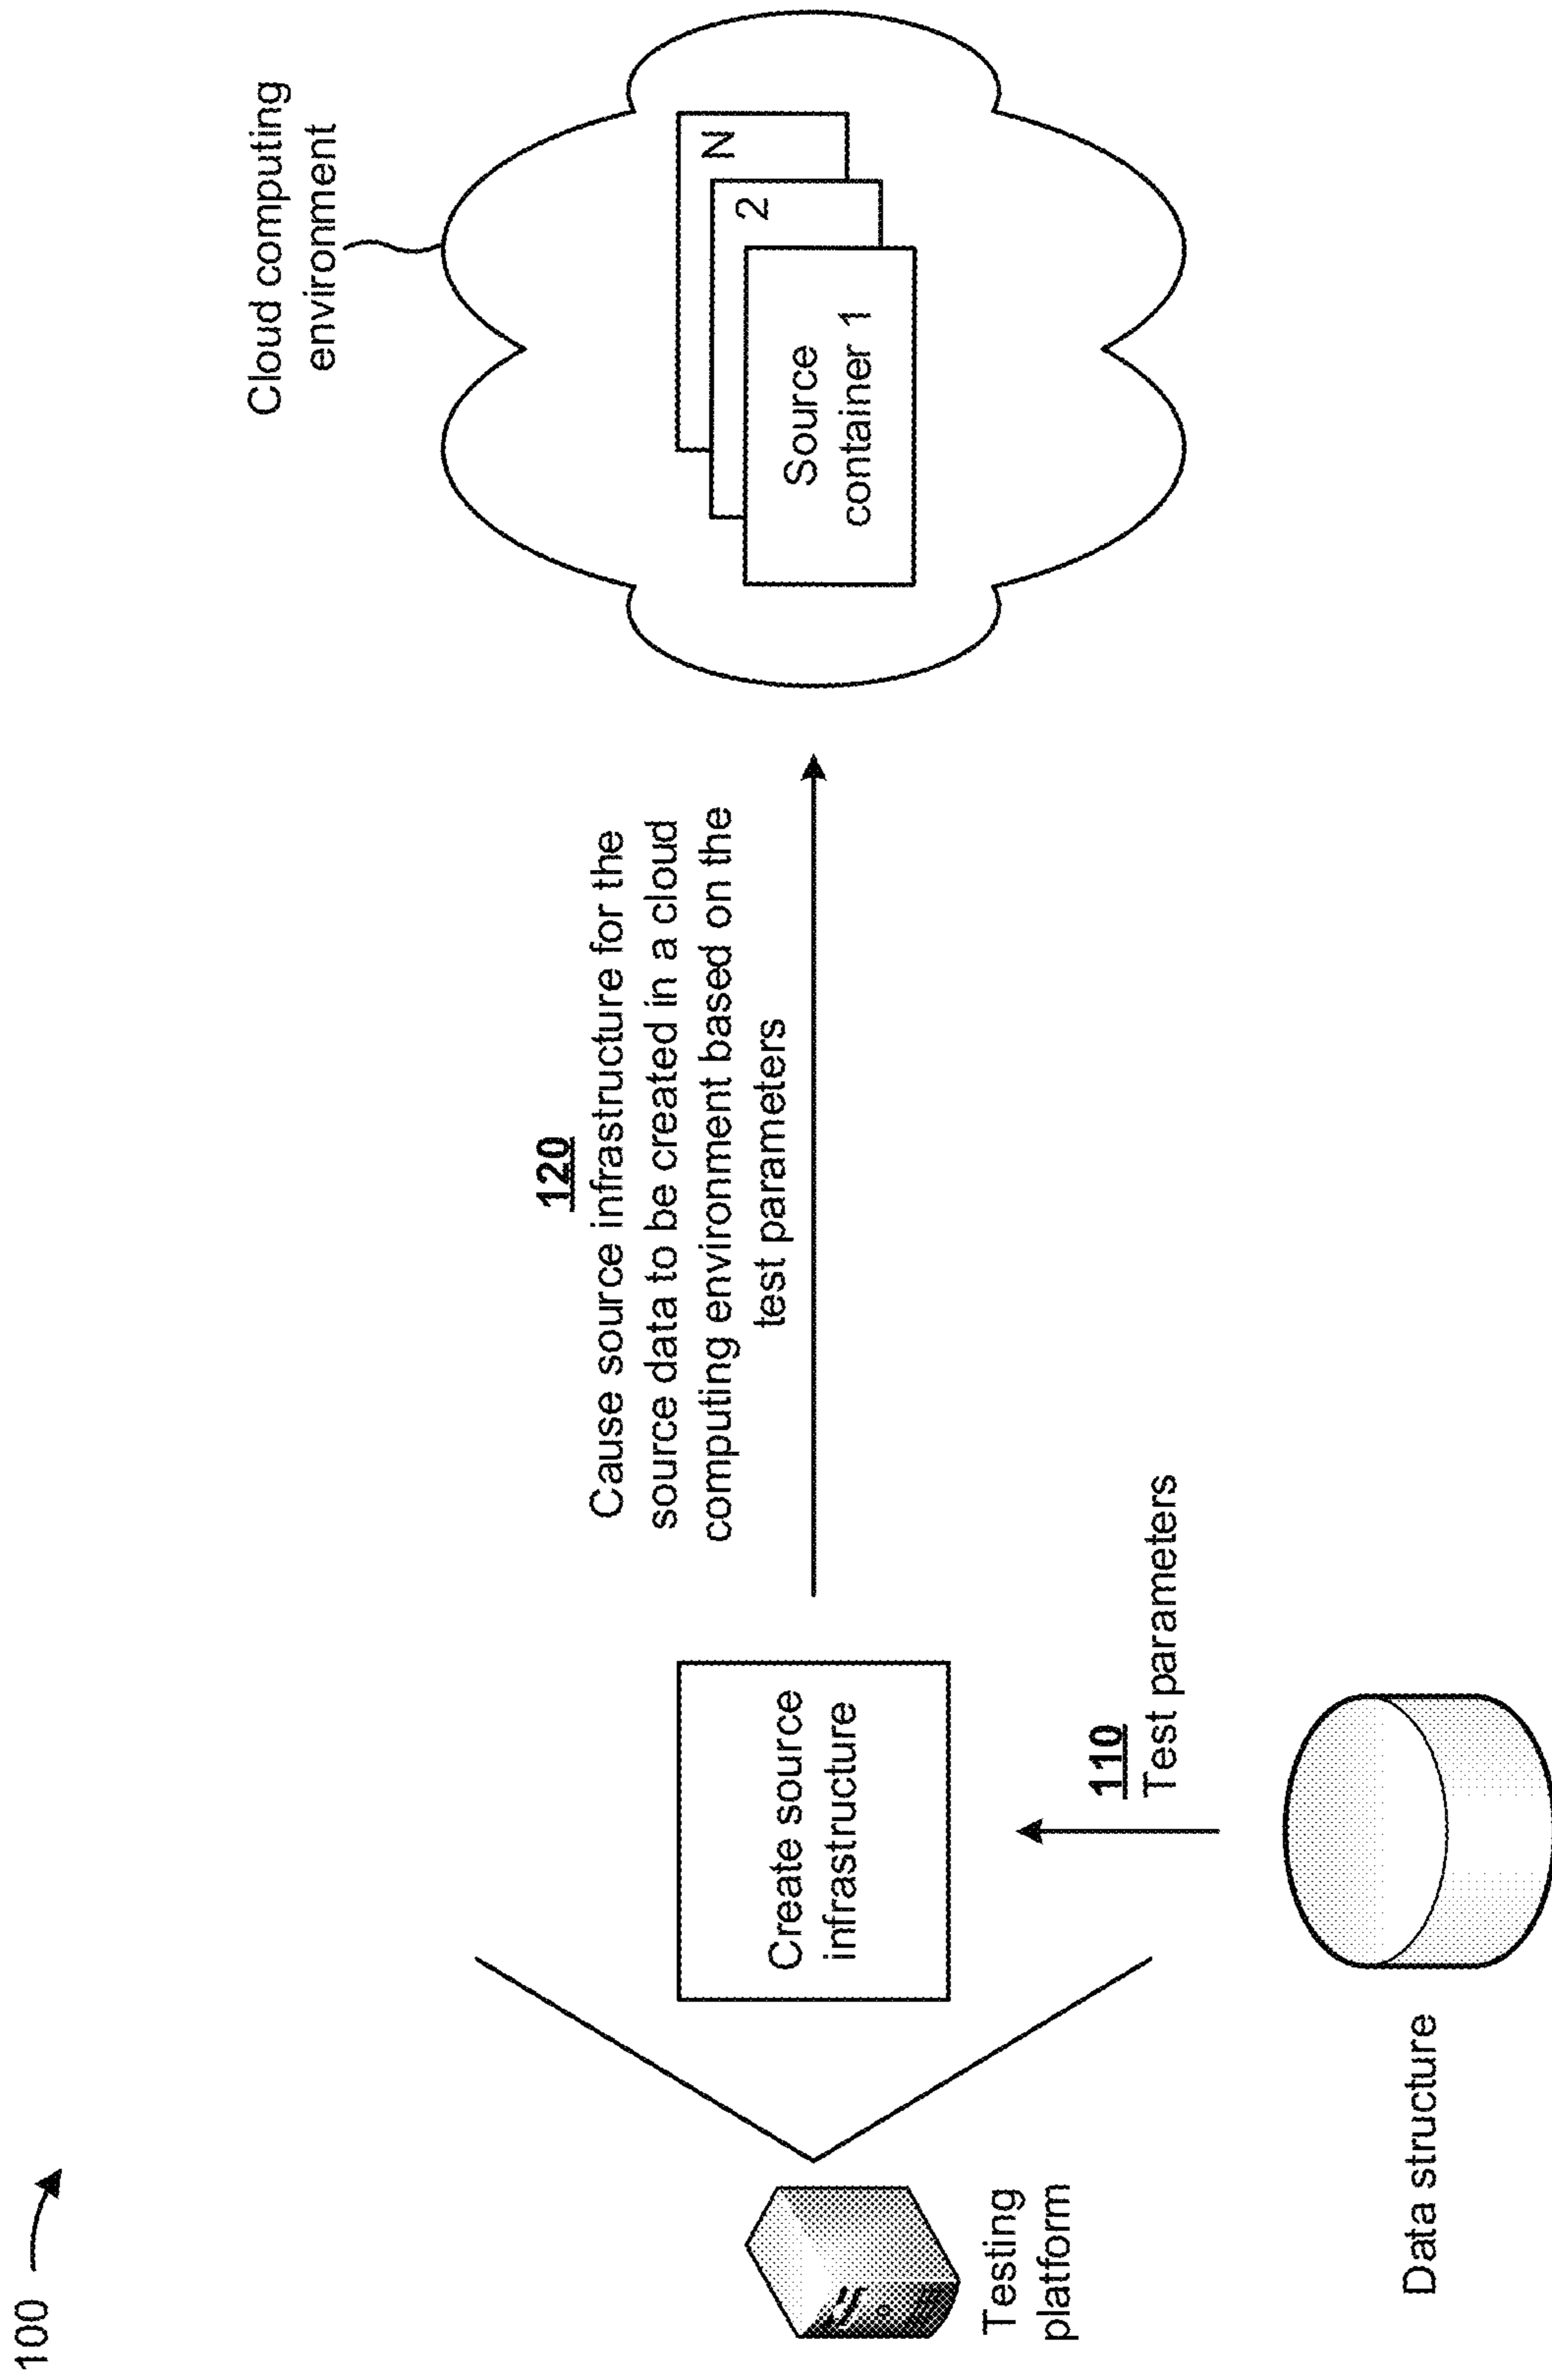 100
Testing
platform
Create source
infrastructure
Data structure
110
Test parameters
120
Cause source infrastructure for the
source data to be created in a cloud
computing environment based on the
test parameters
Cloud computing
environment
Source
container 1
2
N